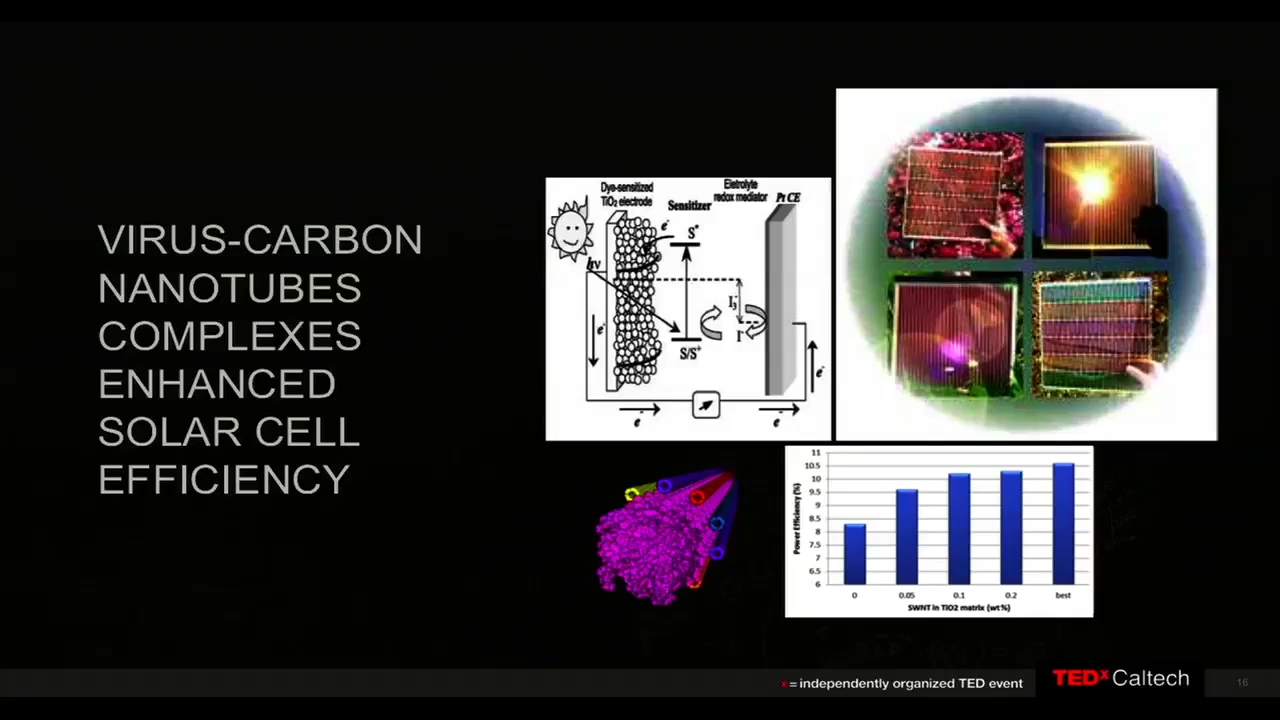 VIRUS-CARBON
NANOTUBES
COMPLEXES
ENHANCED
SOLAR CELL
EFFICIENCY
Dye-sensitized
TiO2 electrode
Sensitizer
Eletrolyte
redox mediator
Pt CE
hν
e-
S*
I3-
I-
S/S+
e-
e-
e-
e-
11
10.5
10
9.5
9
8.5
8
7.5
7
6.5
6
Power Efficiency (%)
0 0.05 0.1 0.2 best
SWNT in TiO2 matrix (wt%)
x = independently organized TED event
TEDx Caltech
16